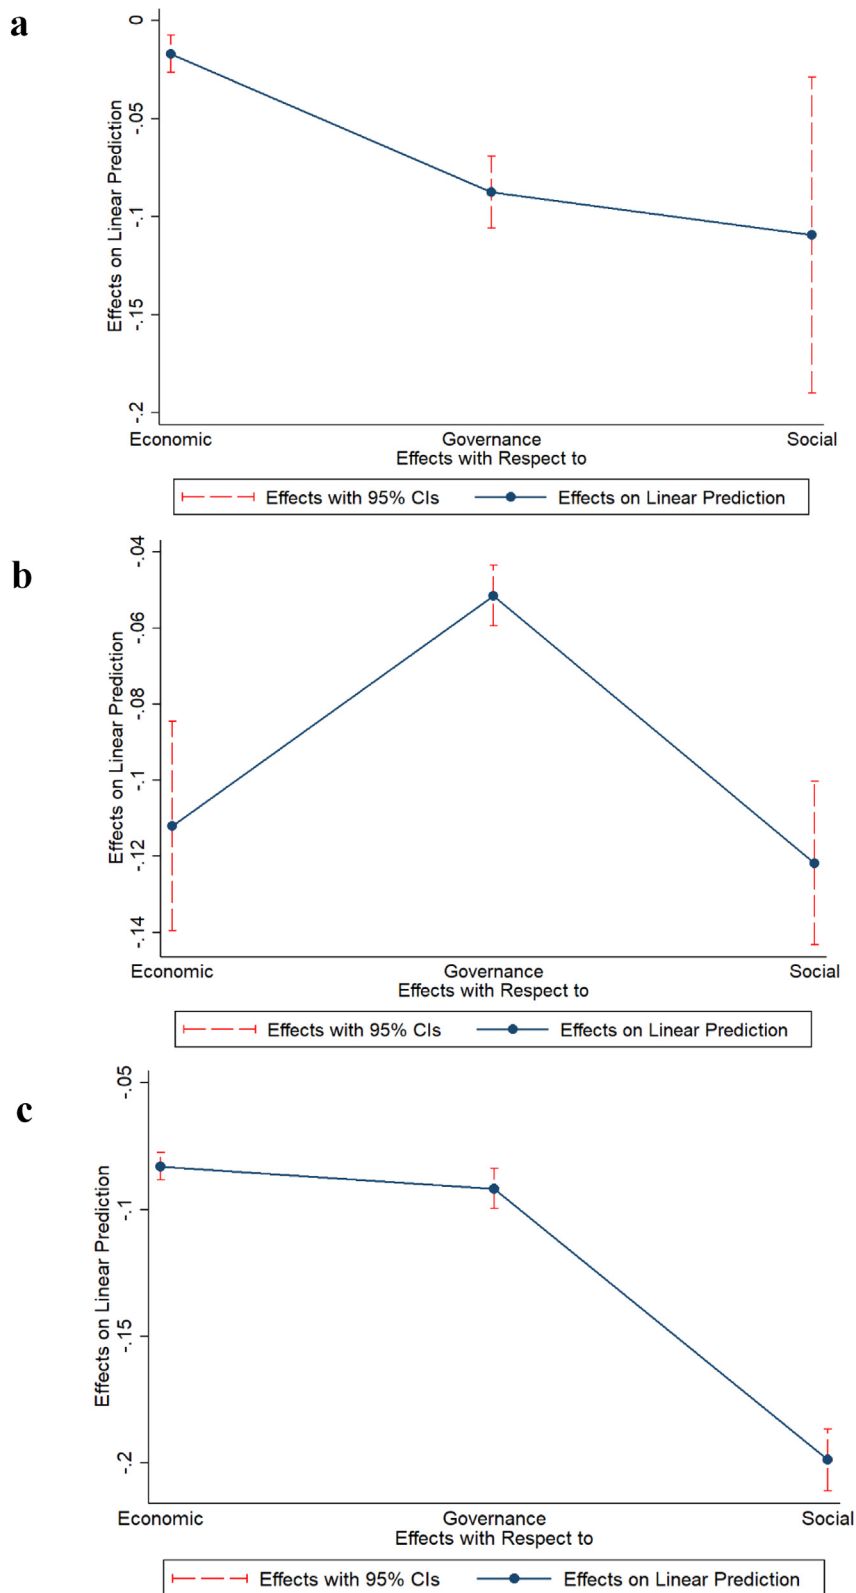 a
Effects on Linear Prediction
0
-.05
-.1
-.15
-.2
Economic Governance Social
Effects with Respect to
Effects with 95% CIs Effects on Linear Prediction
b
Effects on Linear Prediction
-.04
-.06
-.08
-.1
-.12
-.14
Economic Governance Social
Effects with Respect to
Effects with 95% CIs Effects on Linear Prediction
c
Effects on Linear Prediction
-.05
-.1
-.15
-.2
Economic Governance Social
Effects with Respect to
Effects with 95% CIs Effects on Linear Prediction